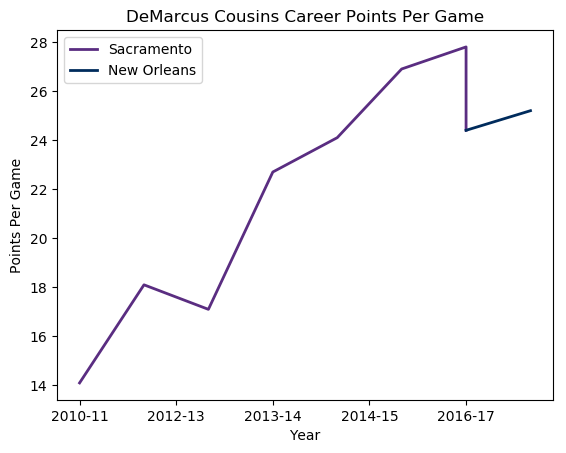 DeMarcus Cousins Career Points Per Game
Sacramento
New Orleans
28
26
24
22
20
18
16
14
Points Per Game
2010-11 2012-13 2013-14 2014-15 2016-17
Year